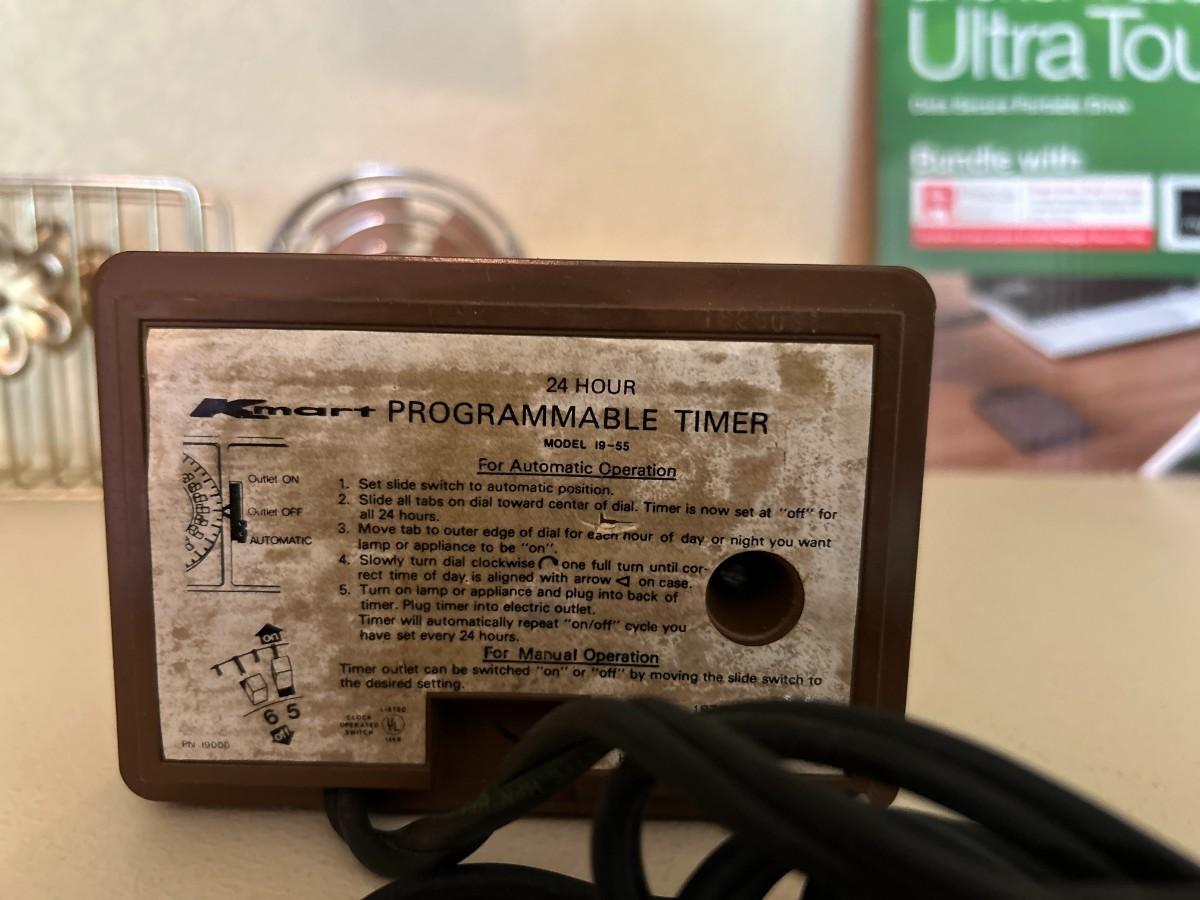 Ultra Tou
Bundle with:
24 HOUR
Kmart PROGRAMMABLE TIMER
MODEL 19-55
For Automatic Operation
Outlet ON
Outlet OFF
AUTOMATIC
1. Set slide switch to automatic position.
2. Slide all tabs on dial toward center of dial. Timer is now set at "off" for
all 24 hours.
3. Move tab to outer edge of dial for each hour of day or night you want
lamp or appliance to be "on".
4. Slowly turn dial clockwise one full turn until cor-
rect time of day is aligned with arrow on case.
5. Turn on lamp or appliance and plug into back of
timer. Plug timer into electric outlet.
Timer will automatically repeat "on/off" cycle you
have set every 24 hours.
For Manual Operation
Timer outlet can be switched "on" or "off" by moving the slide switch to
the desired setting.
on
6 5
off
PN 19000
LISTED
CLOCK
OPERATED
SWITCH
UL